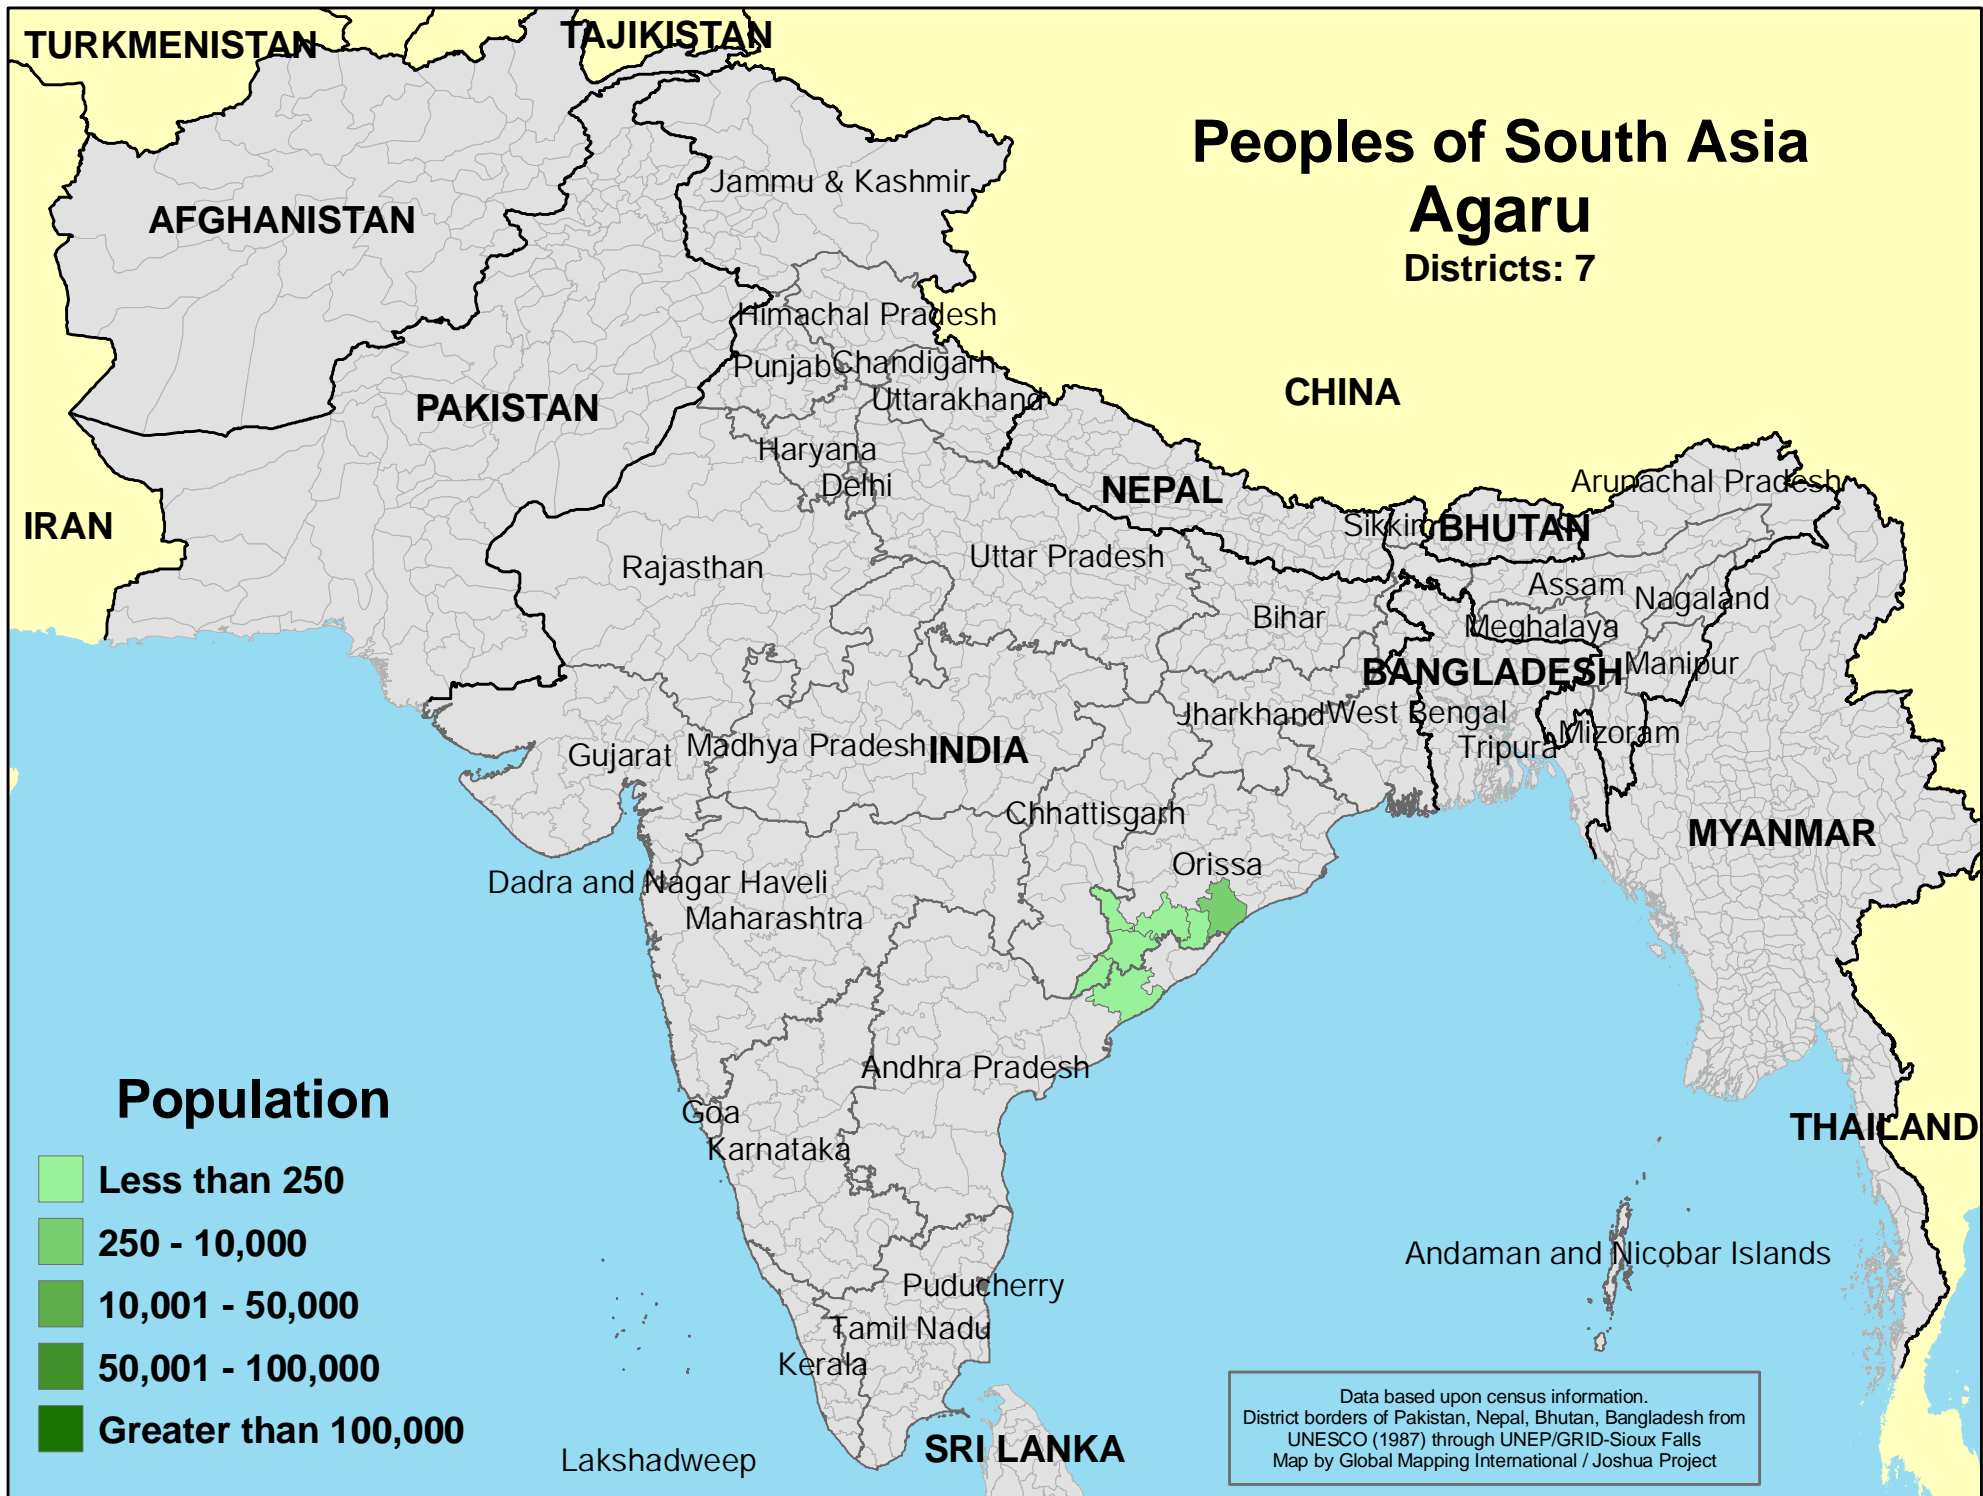 TURKMENISTAN
TAJIKISTAN
Peoples of South Asia
Agaru
Districts: 7
Jammu & Kashmir
AFGHANISTAN
Himachal Pradesh
Punjab
Chandigarh
Uttarakhand
CHINA
PAKISTAN
Haryana
Delhi
NEPAL
Arunachal Pradesh
IRAN
Sikkim
BHUTAN
Rajasthan
Uttar Pradesh
Assam
Nagaland
Bihar
Meghalaya
BANGLADESH
Manipur
Jharkhand
West Bengal
Gujarat
Madhya Pradesh
INDIA
Tripura
Mizoram
Chhattisgarh
MYANMAR
Orissa
Dadra and Nagar Haveli
Maharashtra
Andhra Pradesh
Goa
Karnataka
THAILAND
Population
Less than 250
250 - 10,000
10,001 - 50,000
50,001 - 100,000
Greater than 100,000
Andaman and Nicobar Islands
Puducherry
Tamil Nadu
Kerala
Lakshadweep
SRI LANKA
Data based upon census information.
District borders of Pakistan, Nepal, Bhutan, Bangladesh from
UNESCO (1987) through UNEP/GRID-Sioux Falls
Map by Global Mapping International / Joshua Project